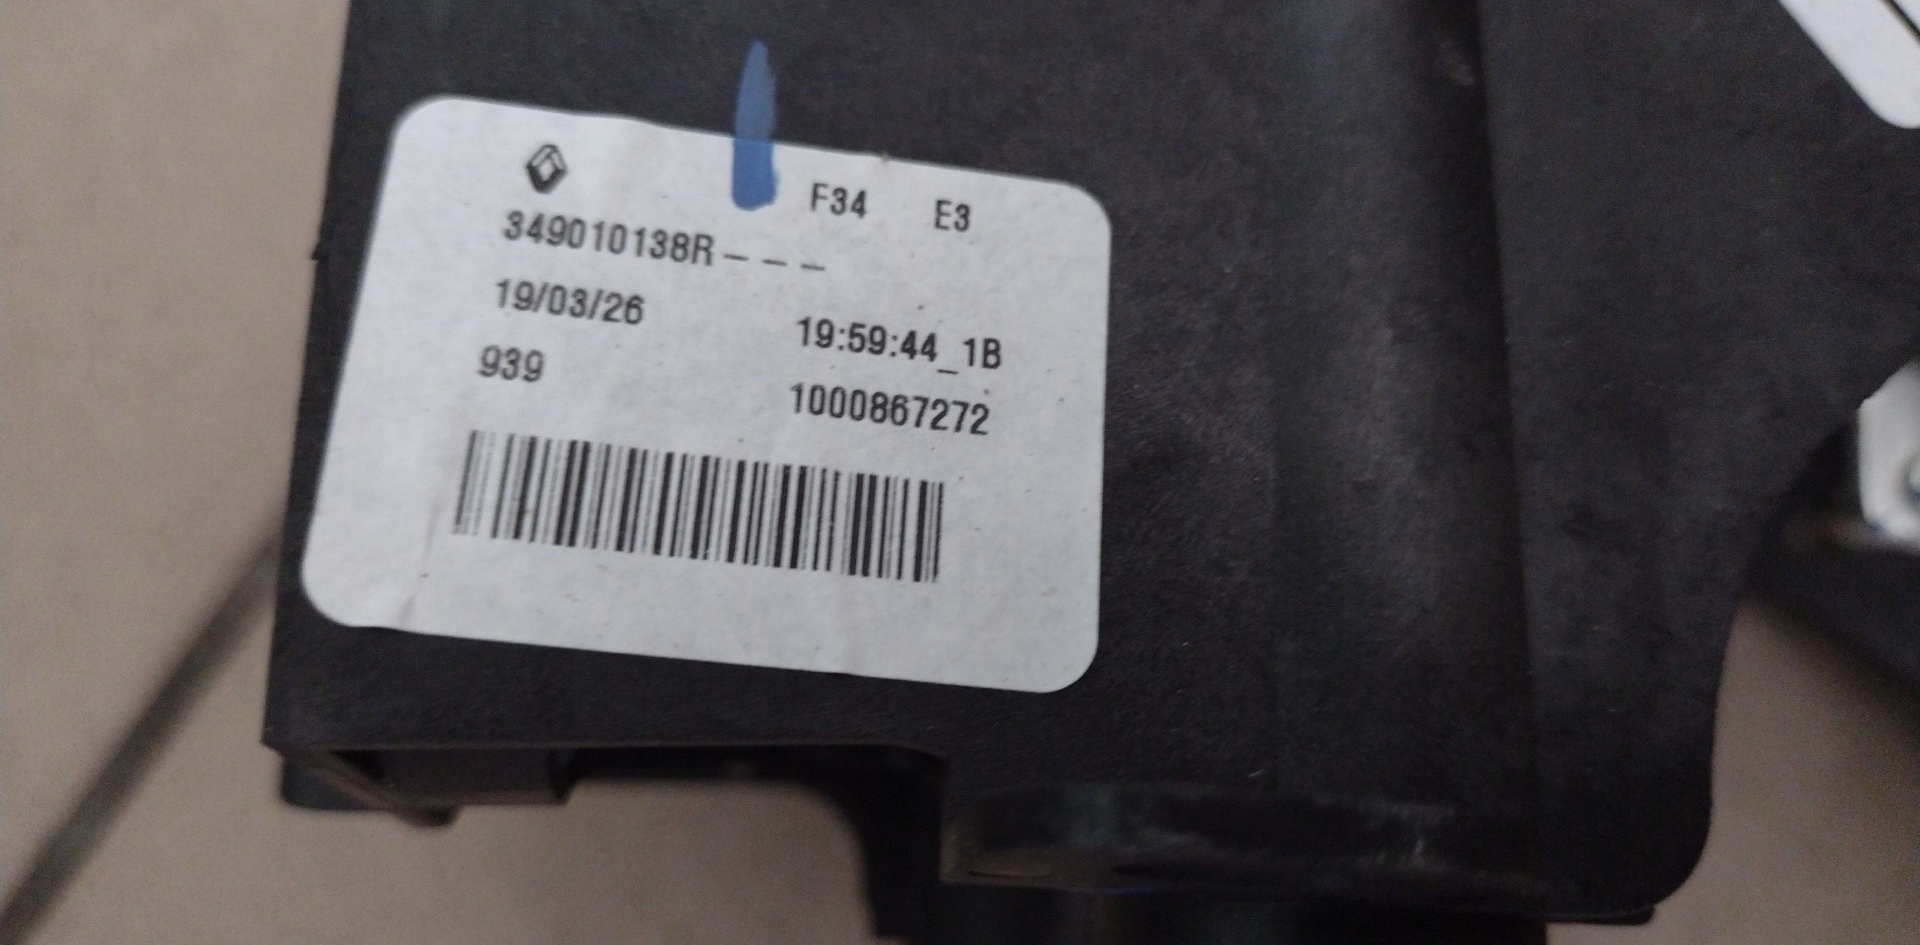 F34 E3
349010138R---
19/03/26 19:59:44_1B
939 1000867272